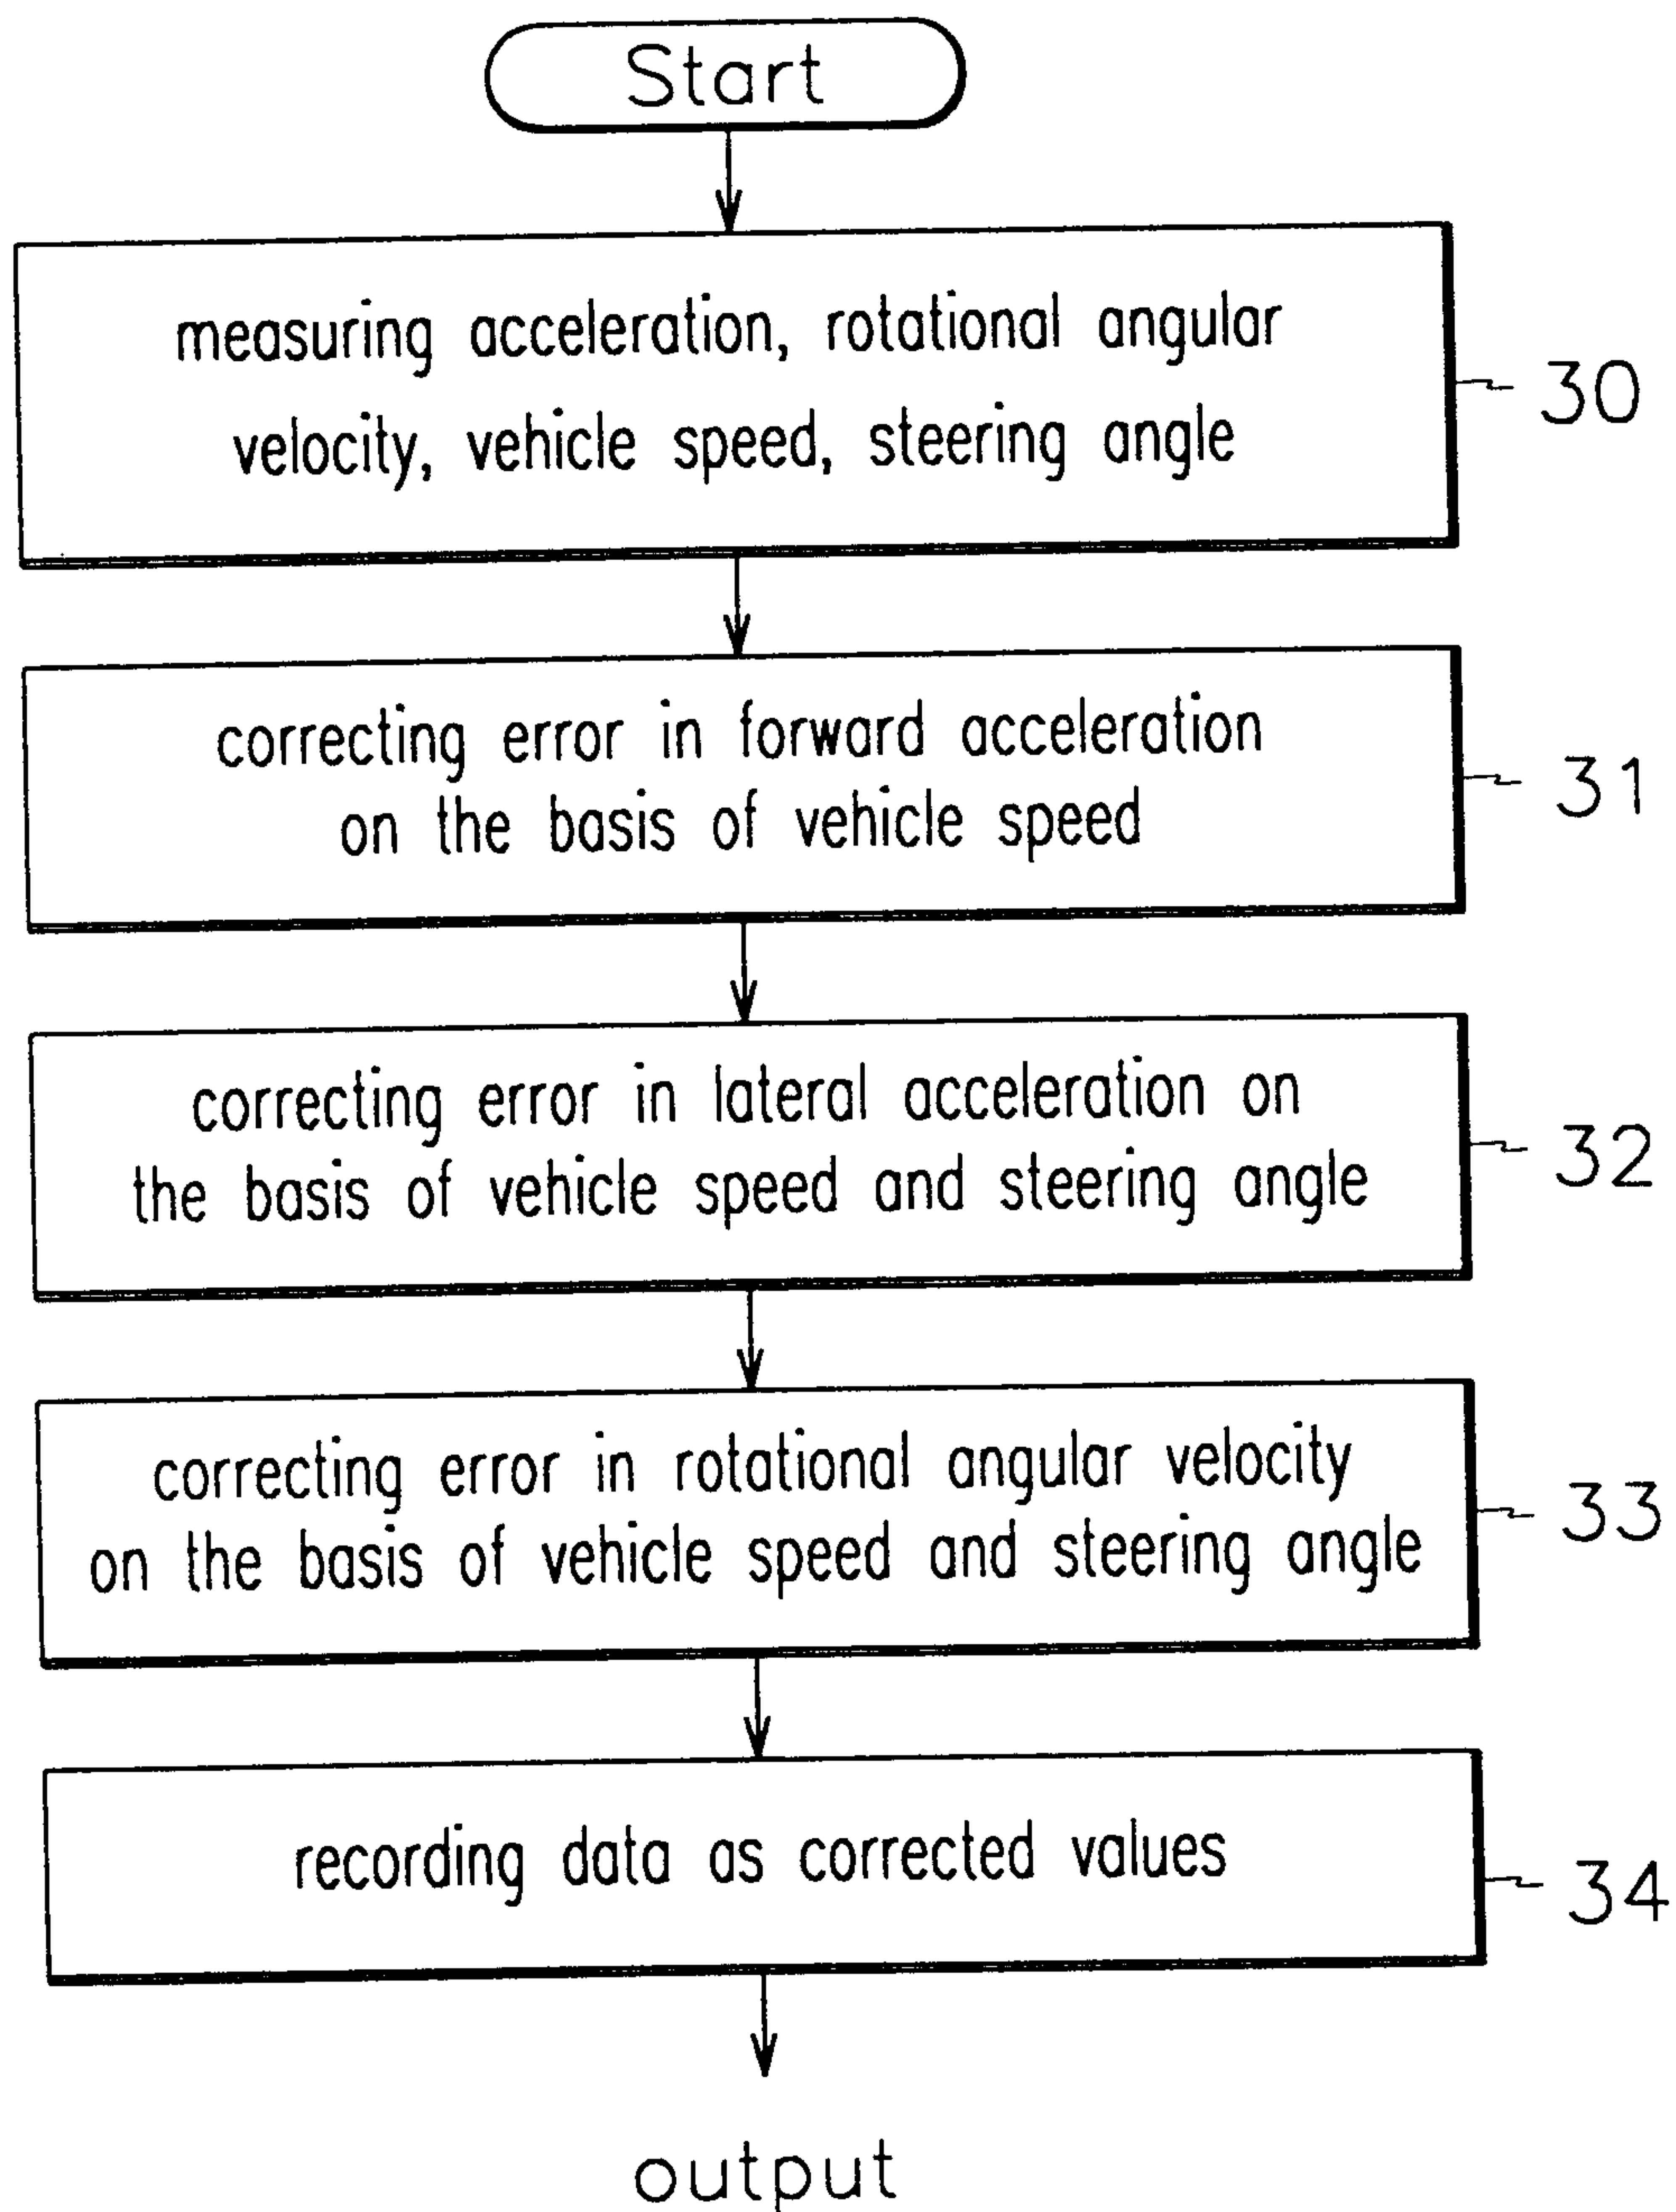 Start
measuring acceleration, rotational angular
velocity, vehicle speed, steering angle
30
correcting error in forward acceleration
on the basis of vehicle speed
31
correcting error in lateral acceleration on
the basis of vehicle speed and steering angle
32
correcting error in rotational angular velocity
on the basis of vehicle speed and steering angle
33
recording data as corrected values
34
output